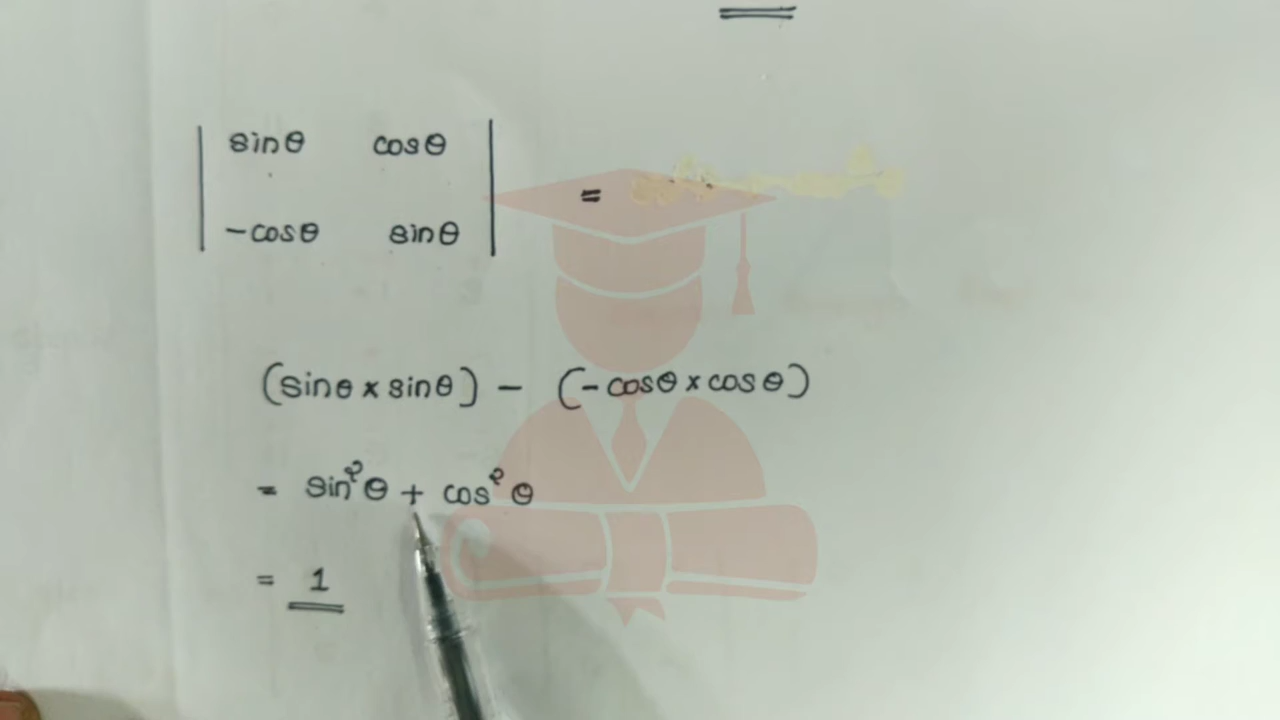 | sinθ cosθ |
| -cosθ sinθ | =
(sinθ x sinθ) - (-cosθ x cosθ)
= sin²θ + cos²θ
= 1